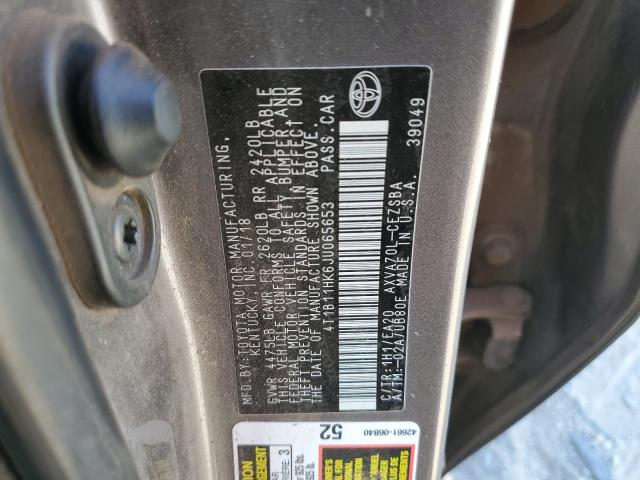 MFD.BY:TOYOTA MOTOR MANUFACTURING,
KENTUCKY,INC. 01/18
GVWR 4475LB GAWR FR 2620LB RR 2420LB
THIS VEHICLE CONFORMS TO ALL APPLICABLE
FEDERAL MOTOR VEHICLE SAFETY, BUMPER AND
THEFT PREVENTION STANDARDS IN EFFECT ON
THE DATE OF MANUFACTURE SHOWN ABOVE.
4T1B11HK6JU065653 PASS.CAR
C/TR:1H1/EA20 AXVA70L-CEZSBA
A/TM:-02A/UB80E MADE IN U.S.A. 39049
42661-06B40
52
3